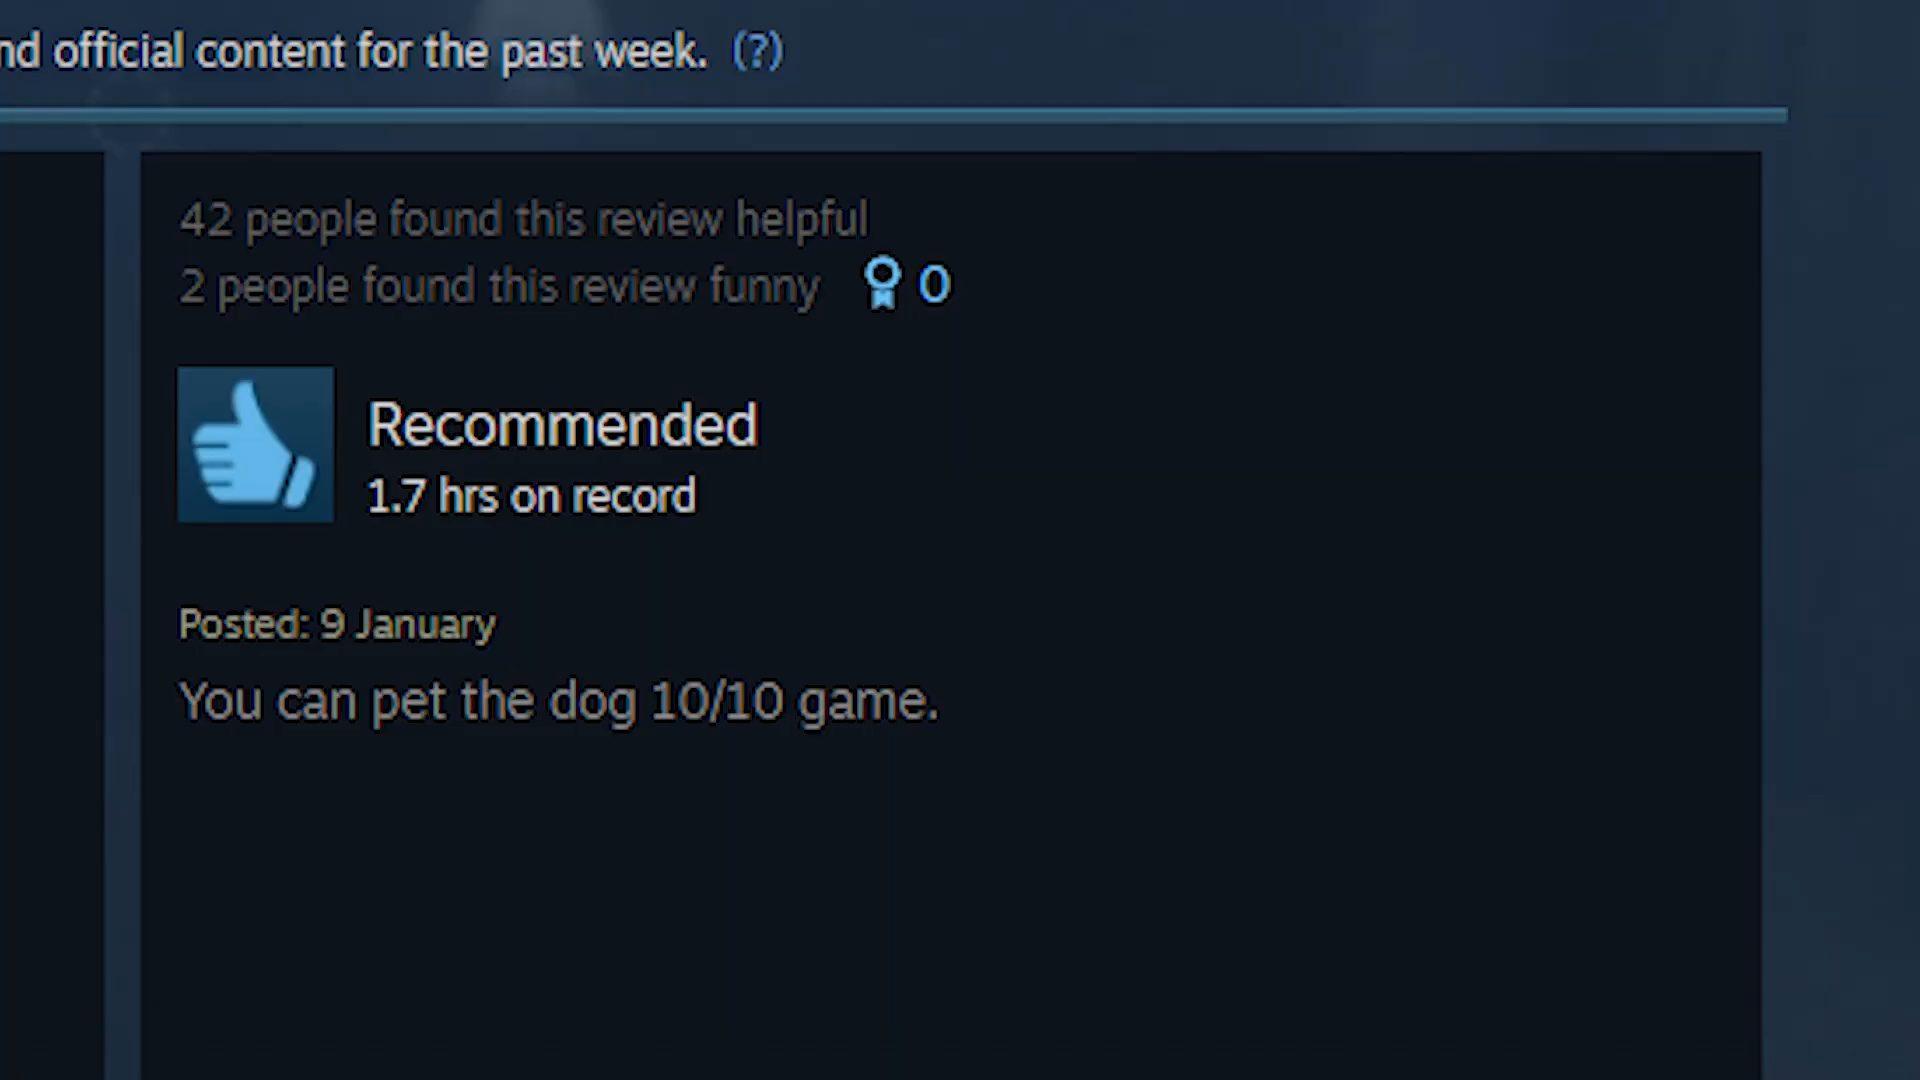 nd official content for the past week. (?)
42 people found this review helpful
2 people found this review funny 0
Recommended
1.7 hrs on record
Posted: 9 January
You can pet the dog 10/10 game.